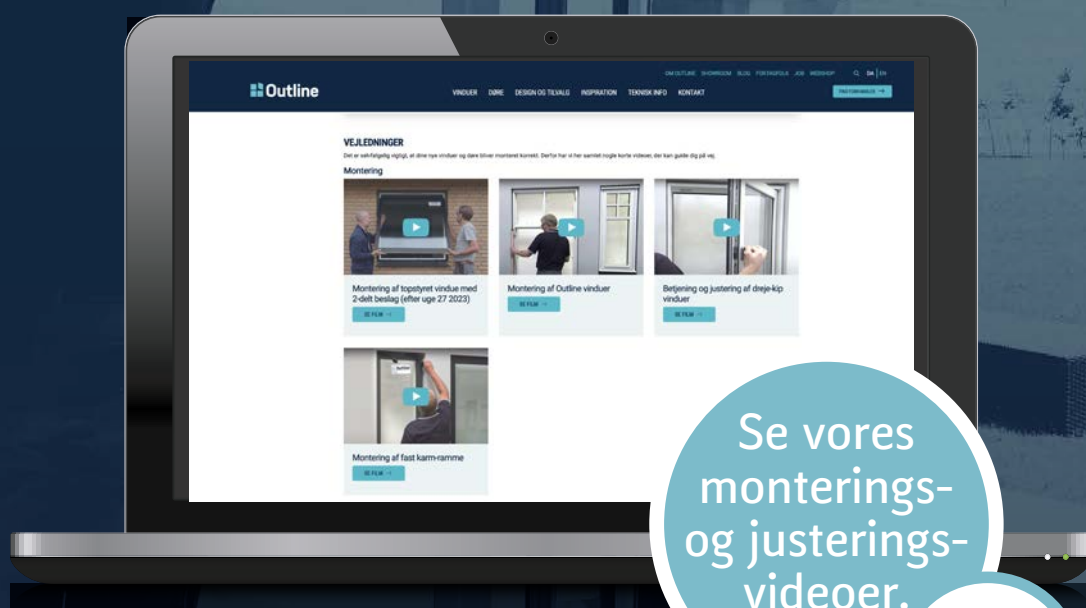 OM OUTLINE SHOWROOM BLOG FORTAGFOLK JOB WEBSHOP DA EN
Outline
VINDUER DØRE DESIGN OG TILVALG INSPIRATION TEKNISK INFO KONTAKT
VEJLEDNINGER
Det er selvfølgelig vigtigt, at dine nye vinduer og døre bliver monteret korrekt. Derfor har vi her samlet nogle korte videoer, der kan guide dig på vej.
Montering
Montering af topstyret vindue med
2-delt beslag (efter uge 27 2023)
SE FILM →
Montering af Outline vinduer
SE FILM →
Betjening og justering af dreje-kip
vinduer
SE FILM →
Montering af fast karm-ramme
SE FILM →
Se vores
monterings-
og justerings-
videoer.